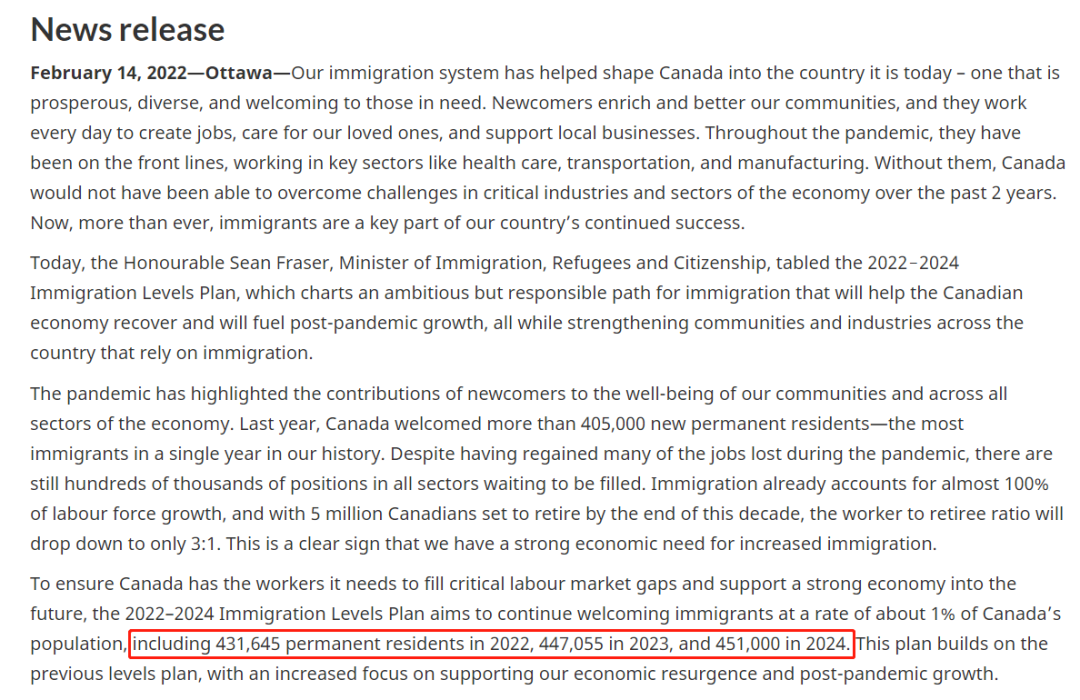 News release
February 14, 2022—Ottawa—Our immigration system has helped shape Canada into the country it is today – one that is
prosperous, diverse, and welcoming to those in need. Newcomers enrich and better our communities, and they work
every day to create jobs, care for our loved ones, and support local businesses. Throughout the pandemic, they have
been on the front lines, working in key sectors like health care, transportation, and manufacturing. Without them, Canada
would not have been able to overcome challenges in critical industries and sectors of the economy over the past 2 years.
Now, more than ever, immigrants are a key part of our country’s continued success.
Today, the Honourable Sean Fraser, Minister of Immigration, Refugees and Citizenship, tabled the 2022–2024
Immigration Levels Plan, which charts an ambitious but responsible path for immigration that will help the Canadian
economy recover and will fuel post-pandemic growth, all while strengthening communities and industries across the
country that rely on immigration.
The pandemic has highlighted the contributions of newcomers to the well-being of our communities and across all
sectors of the economy. Last year, Canada welcomed more than 405,000 new permanent residents—the most
immigrants in a single year in our history. Despite having regained many of the jobs lost during the pandemic, there are
still hundreds of thousands of positions in all sectors waiting to be filled. Immigration already accounts for almost 100%
of labour force growth, and with 5 million Canadians set to retire by the end of this decade, the worker to retiree ratio will
drop down to only 3:1. This is a clear sign that we have a strong economic need for increased immigration.
To ensure Canada has the workers it needs to fill critical labour market gaps and support a strong economy into the
future, the 2022–2024 Immigration Levels Plan aims to continue welcoming immigrants at a rate of about 1% of Canada’s
population, including 431,645 permanent residents in 2022, 447,055 in 2023, and 451,000 in 2024. This plan builds on the
previous levels plan, with an increased focus on supporting our economic resurgence and post-pandemic growth.